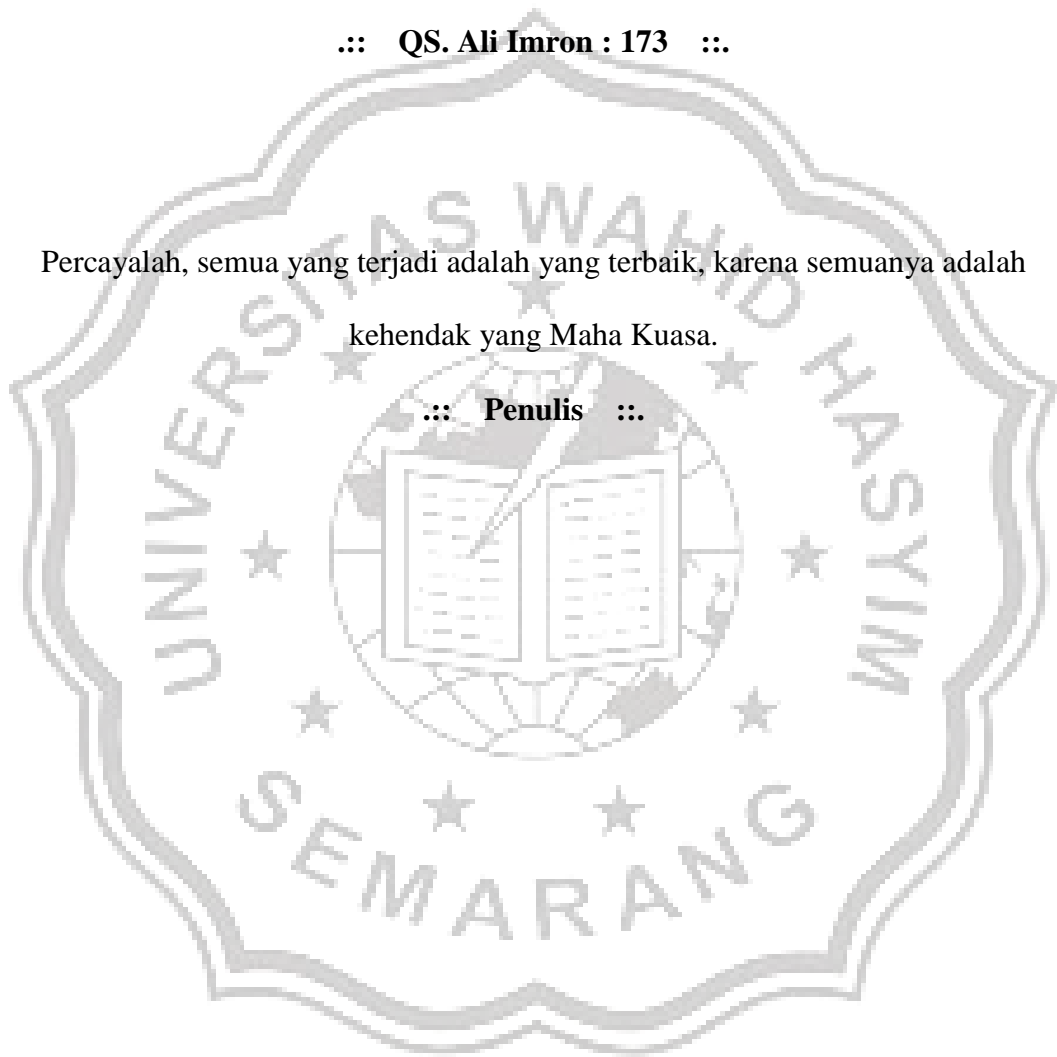 .:: QS. Ali Imron : 173 ::.
Percayalah, semua yang terjadi adalah yang terbaik, karena semuanya adalah
kehendak yang Maha Kuasa.
.:: Penulis ::.
UNIVERSITAS WAHID HASYIM
SEMARANG